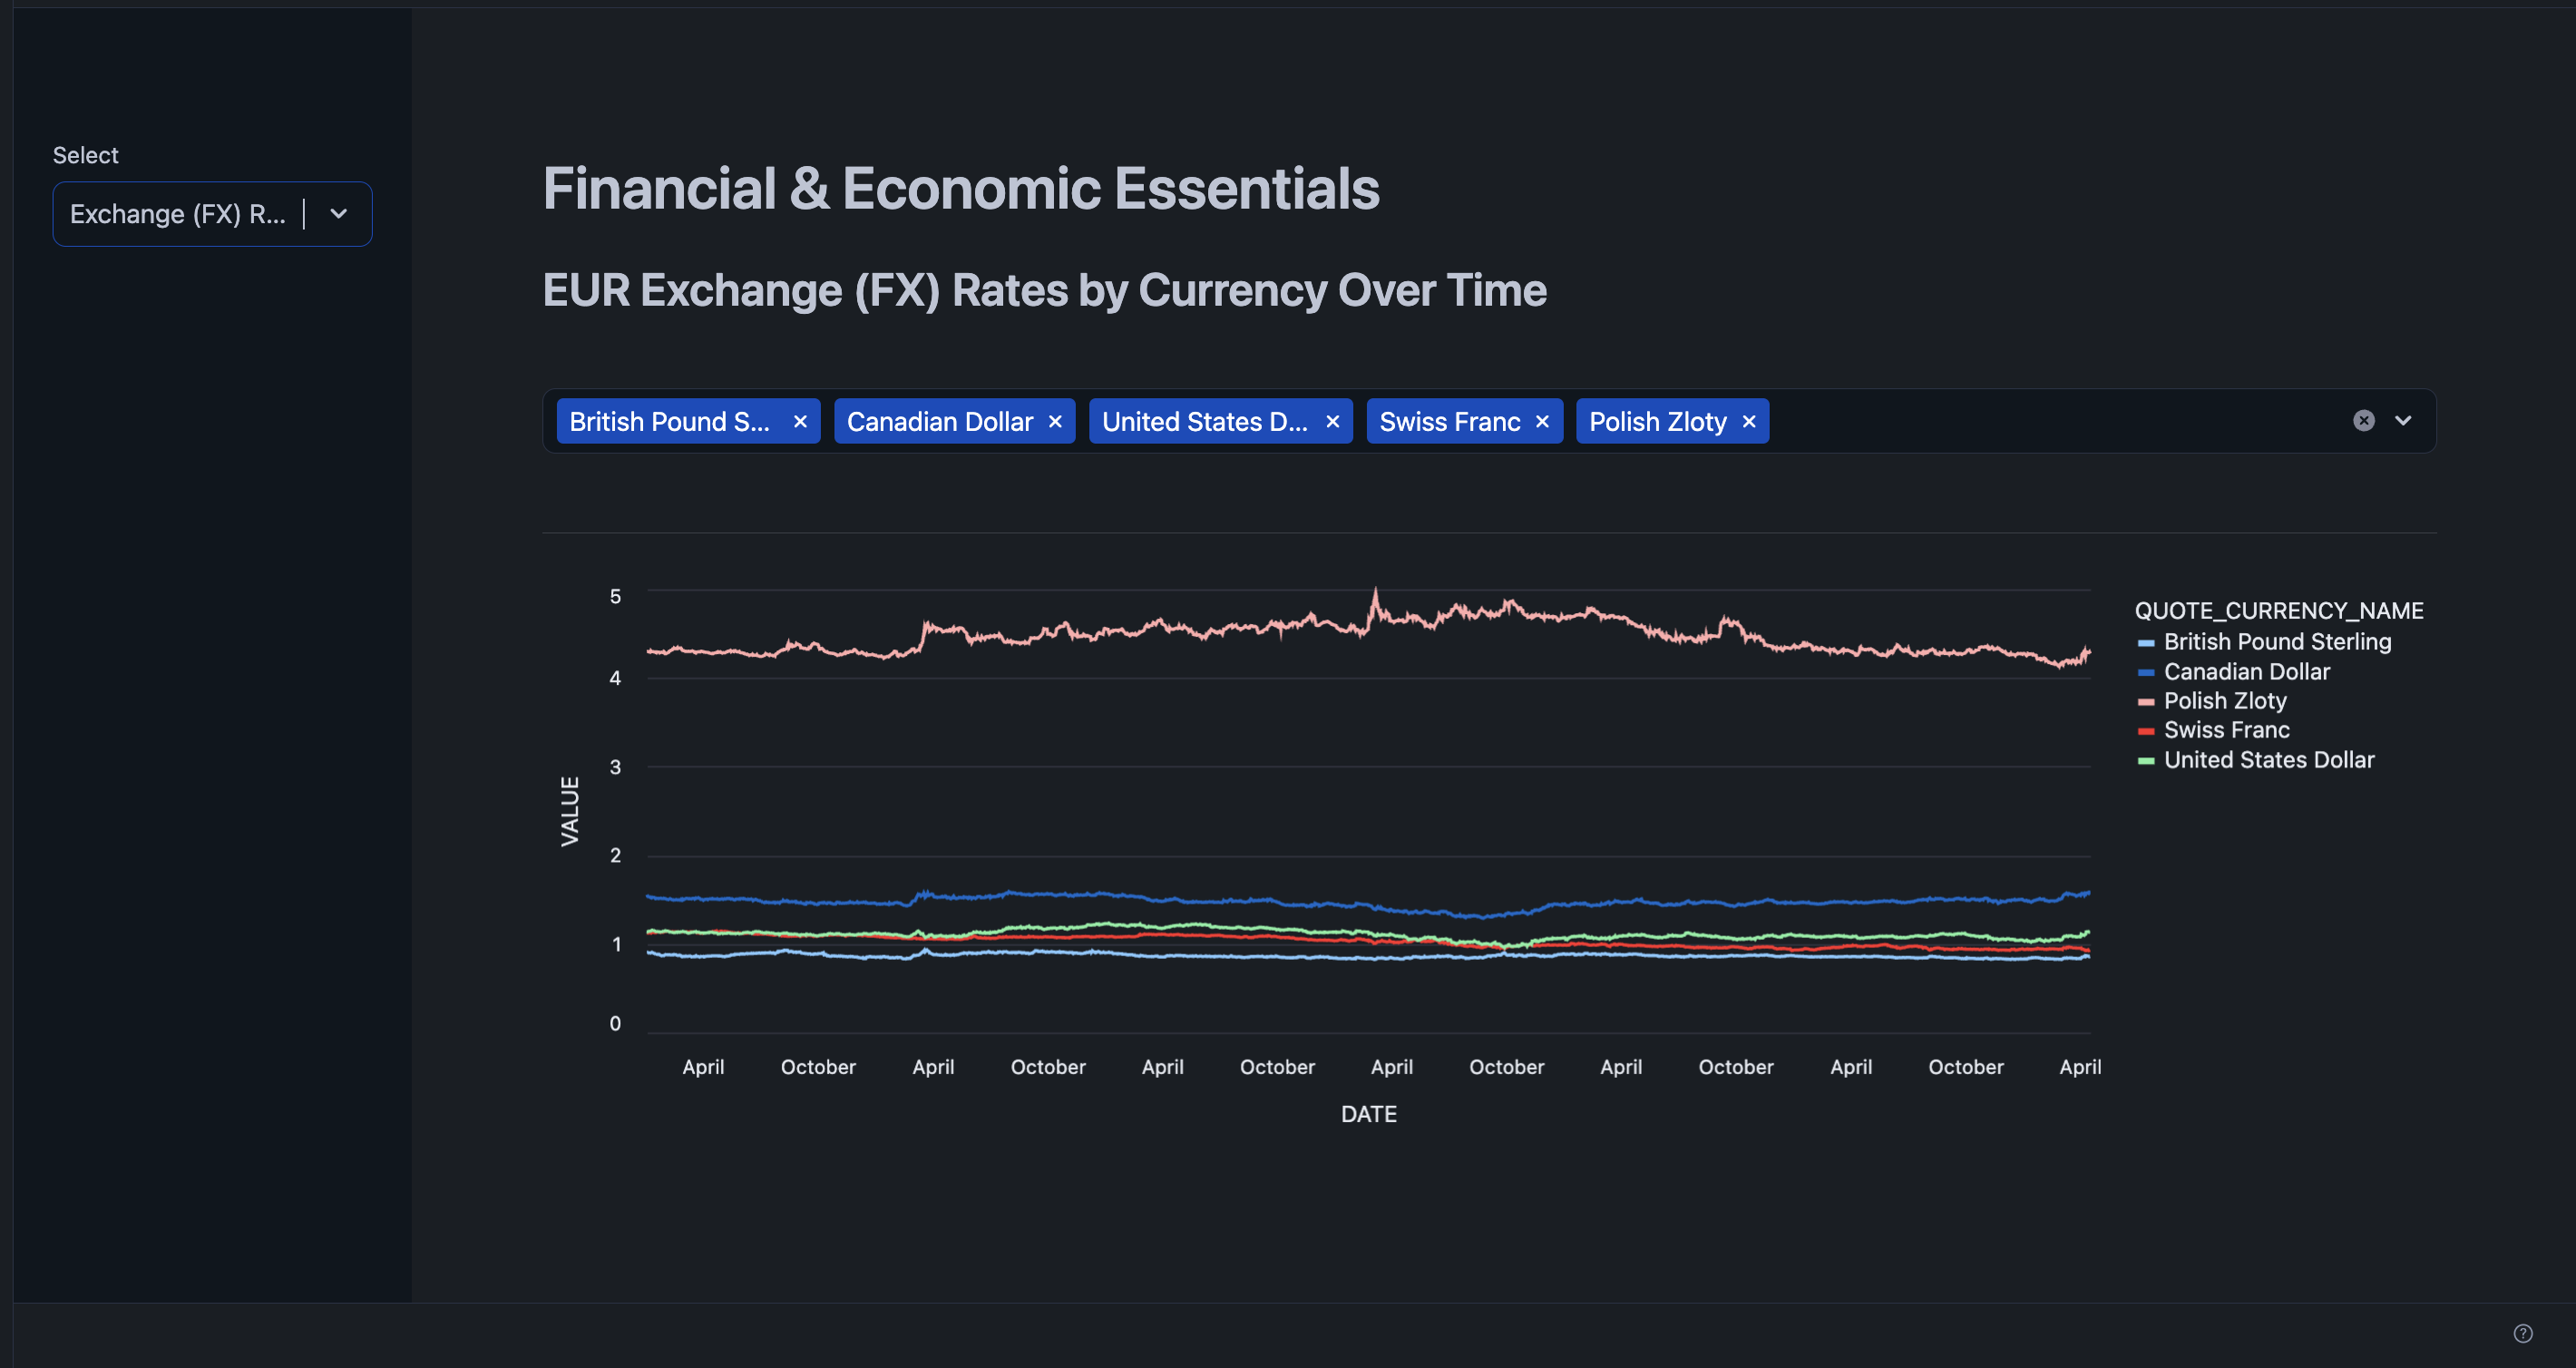 Select
Exchange (FX) R...
Financial & Economic Essentials
EUR Exchange (FX) Rates by Currency Over Time
British Pound S... Canadian Dollar United States D... Swiss Franc Polish Zloty
5
4
3
2
1
0
VALUE
April October April October April October April October April October April October April
DATE
QUOTE_CURRENCY_NAME
British Pound Sterling
Canadian Dollar
Polish Zloty
Swiss Franc
United States Dollar